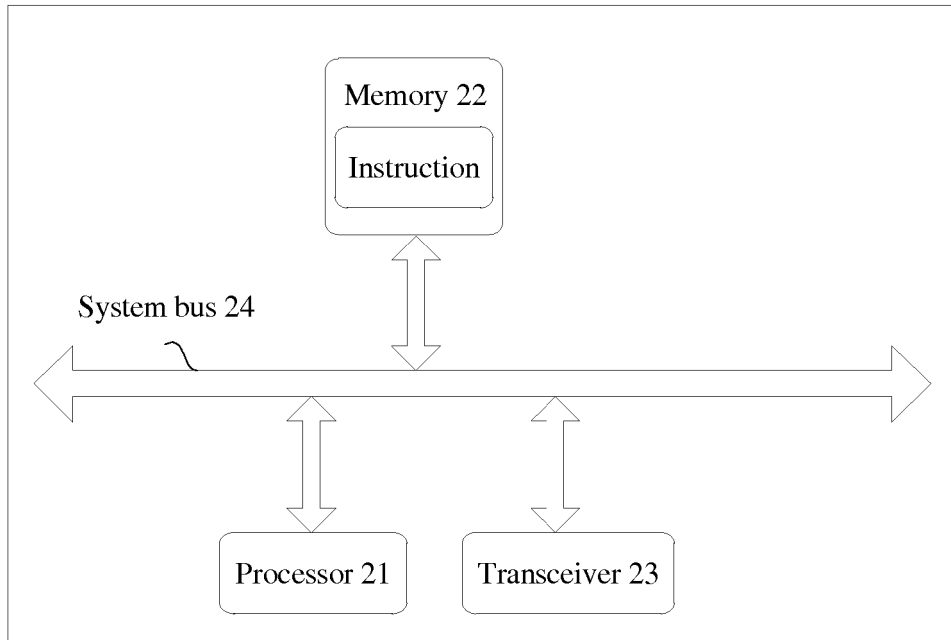 Memory 22
Instruction
System bus 24
Processor 21
Transceiver 23